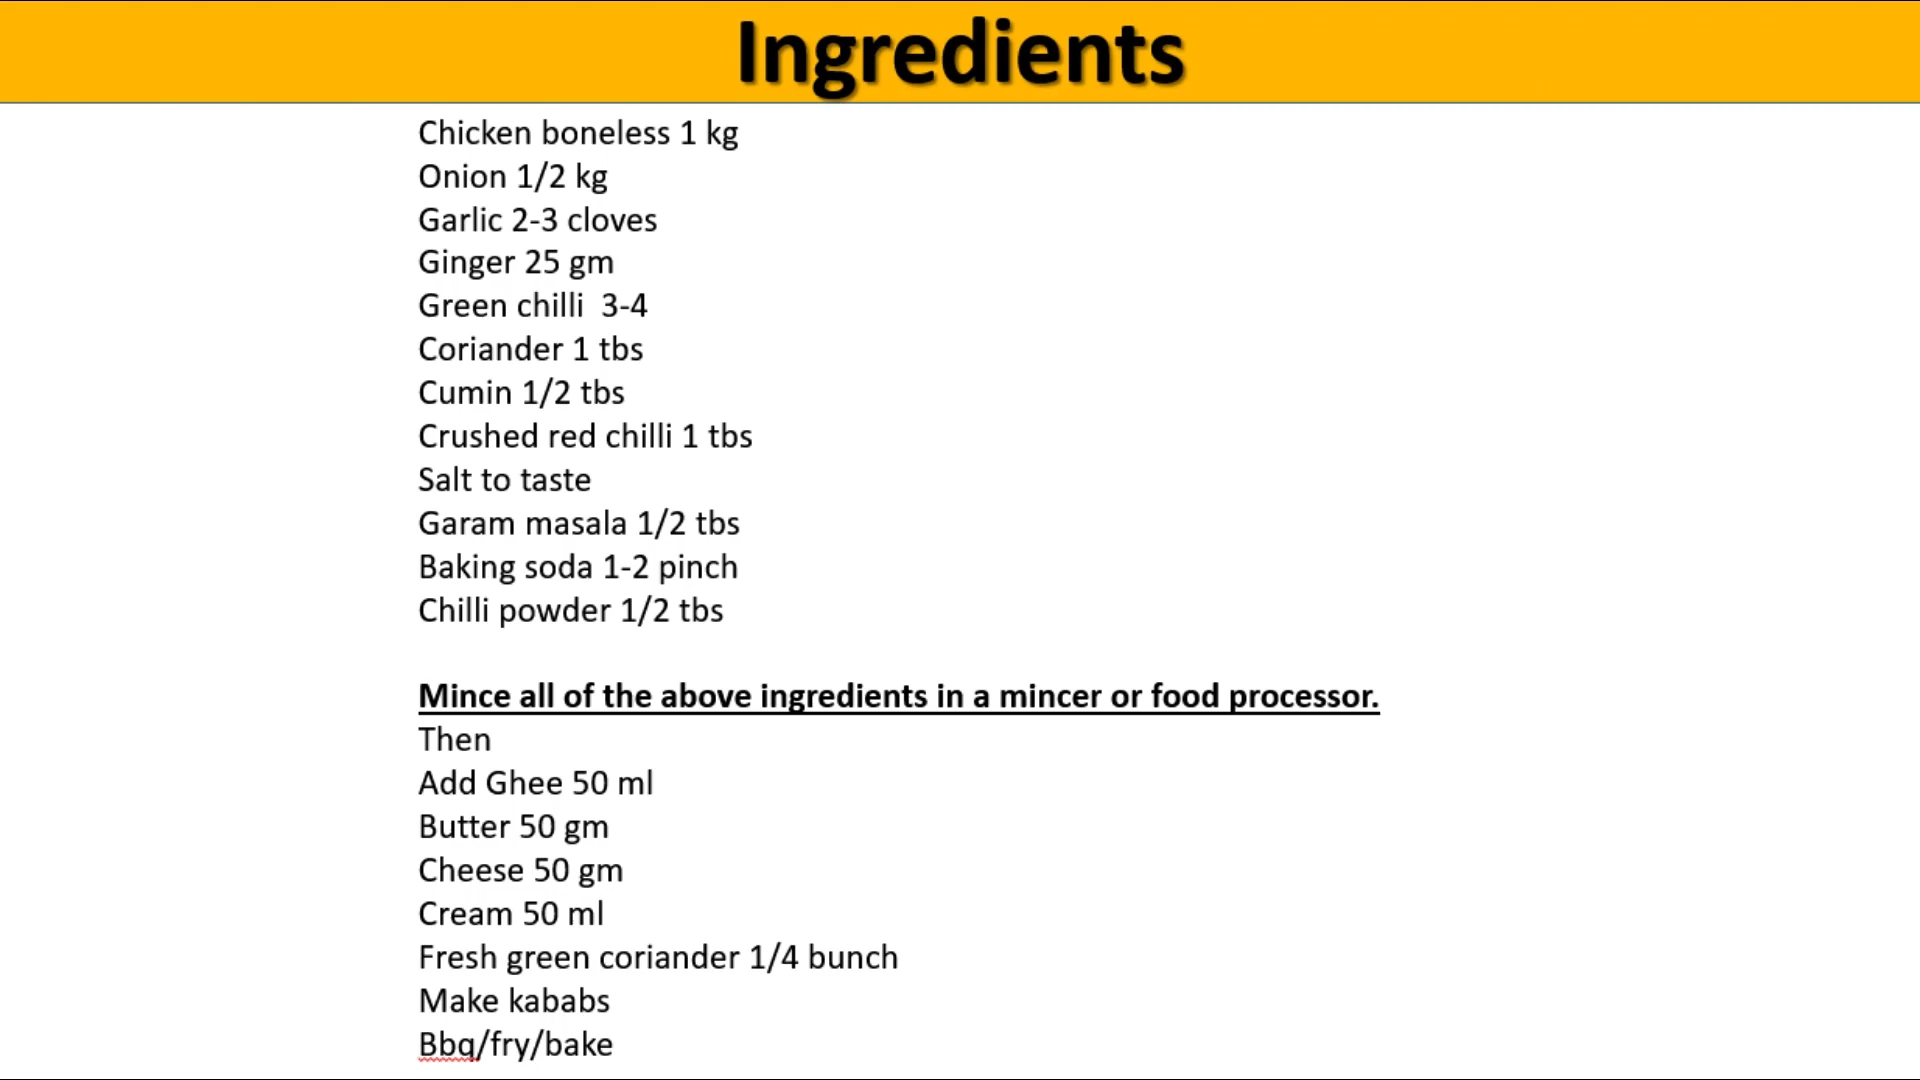 Ingredients
Chicken boneless 1 kg
Onion 1/2 kg
Garlic 2-3 cloves
Ginger 25 gm
Green chilli  3-4
Coriander 1 tbs
Cumin 1/2 tbs
Crushed red chilli 1 tbs
Salt to taste
Garam masala 1/2 tbs
Baking soda 1-2 pinch
Chilli powder 1/2 tbs
Mince all of the above ingredients in a mincer or food processor.
Then
Add Ghee 50 ml
Butter 50 gm
Cheese 50 gm
Cream 50 ml
Fresh green coriander 1/4 bunch
Make kababs
Bbq/fry/bake